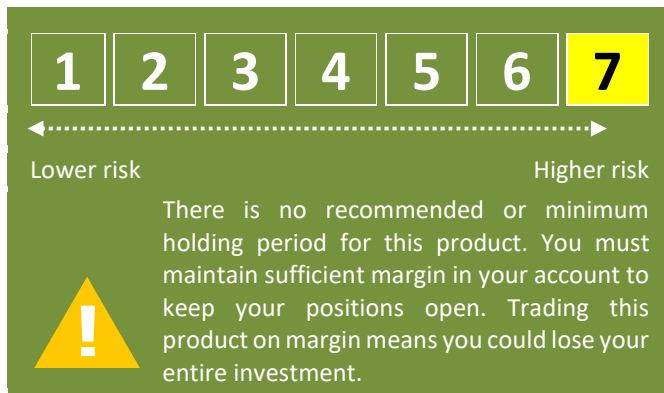 1 2 3 4 5 6 7
Lower risk Higher risk
There is no recommended or minimum
holding period for this product. You must
maintain sufficient margin in your account to
keep your positions open. Trading this
product on margin means you could lose your
entire investment.
!